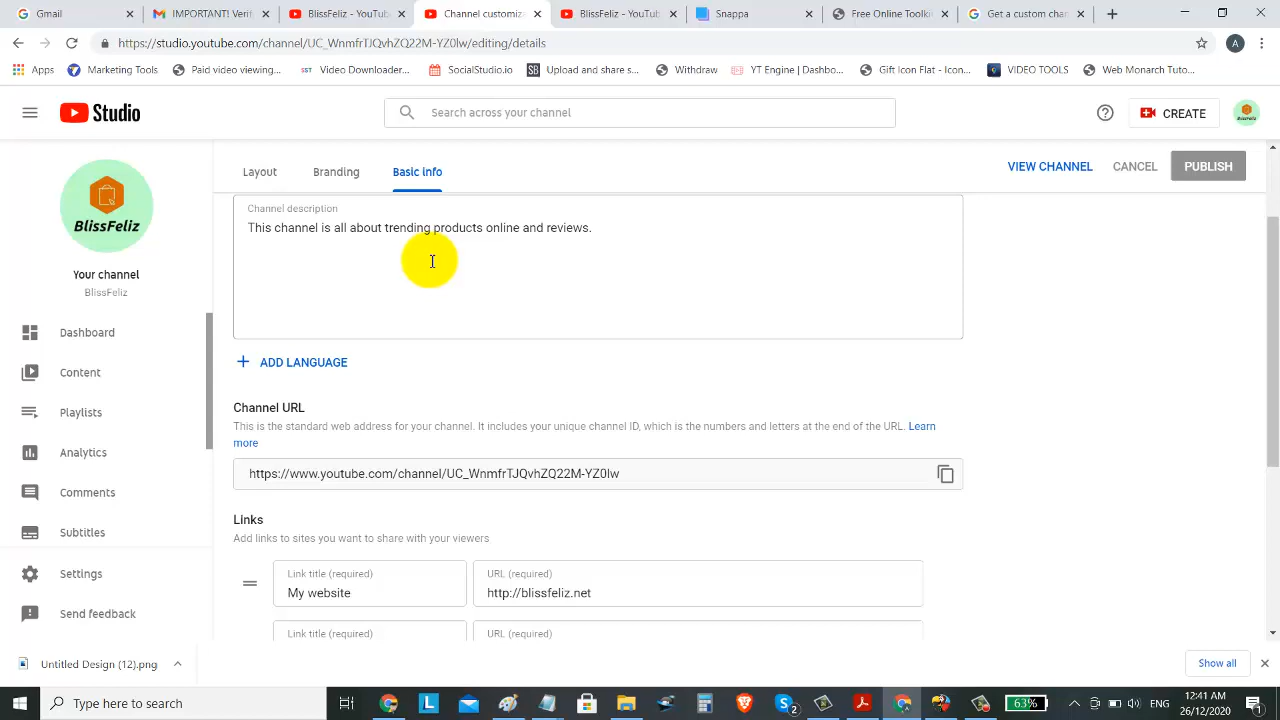 Gmail
IMPORTANT! Verify
BlissFeliz - YouTub
Channel customize
BlissFeliz - YouTub
Snappa
Free Online Toolkit
Get a custom chan
https://studio.youtube.com/channel/UC_WnmfrTJQvhZQ22M-YZ0lw/editing/details
A
Apps
Marketing Tools
Paid video viewing...
Video Downloader...
SocialStudio.io
Upload and share s...
Withdraw
YT Engine | Dashbo...
Gift Icon Flat - Icon...
VIDEO TOOLS
Web Monarch Tuto...
Studio
Search across your channel
CREATE
Layout
Branding
Basic info
VIEW CHANNEL
CANCEL
PUBLISH
BlissFeliz
Your channel
BlissFeliz
Dashboard
Content
Playlists
Analytics
Comments
Subtitles
Settings
Send feedback
Channel description
This channel is all about trending products online and reviews.
ADD LANGUAGE
Channel URL
This is the standard web address for your channel. It includes your unique channel ID, which is the numbers and letters at the end of the URL. Learn
more
https://www.youtube.com/channel/UC_WnmfrTJQvhZQ22M-YZ0lw
Links
Add links to sites you want to share with your viewers
Link title (required)
URL (required)
My website
http://blissfeliz.net
Link title (required)
URL (required)
Untitled Design (12).png
Show all
Type here to search
63%
ENG
12:41 AM
26/12/2020